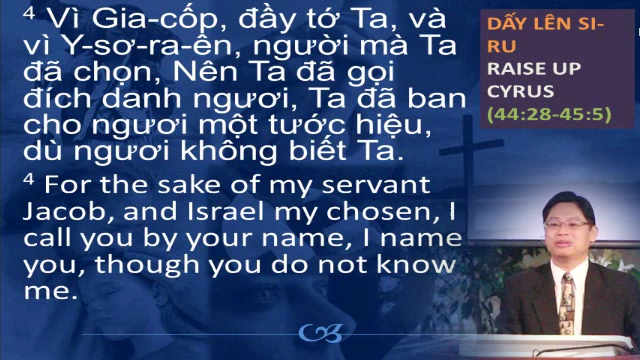 4 Vì Gia-cốp, đầy tớ Ta, và
vì Y-sơ-ra-ên, người mà Ta
đã chọn, Nên Ta đã gọi
đích danh ngươi, Ta đã ban
cho ngươi một tước hiệu,
dù ngươi không biết Ta.
4 For the sake of my servant
Jacob, and Israel my chosen, I
call you by your name, I name
you, though you do not know
me.
DẤY LÊN SI-
RU
RAISE UP
CYRUS
(44:28-45:5)